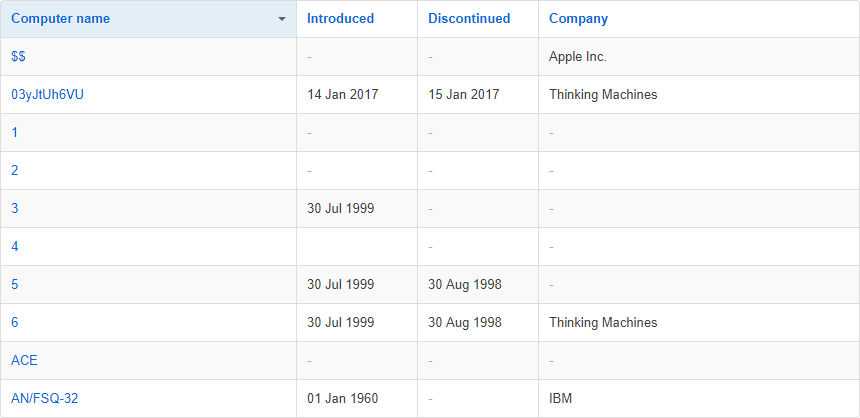 Computer name Introduced Discontinued Company
$$ - - Apple Inc.
03yJtUh6VU 14 Jan 2017 15 Jan 2017 Thinking Machines
1 - - -
2 - - -
3 30 Jul 1999 - -
4 - -
5 30 Jul 1999 30 Aug 1998 -
6 30 Jul 1999 30 Aug 1998 Thinking Machines
ACE - - -
AN/FSQ-32 01 Jan 1960 - IBM